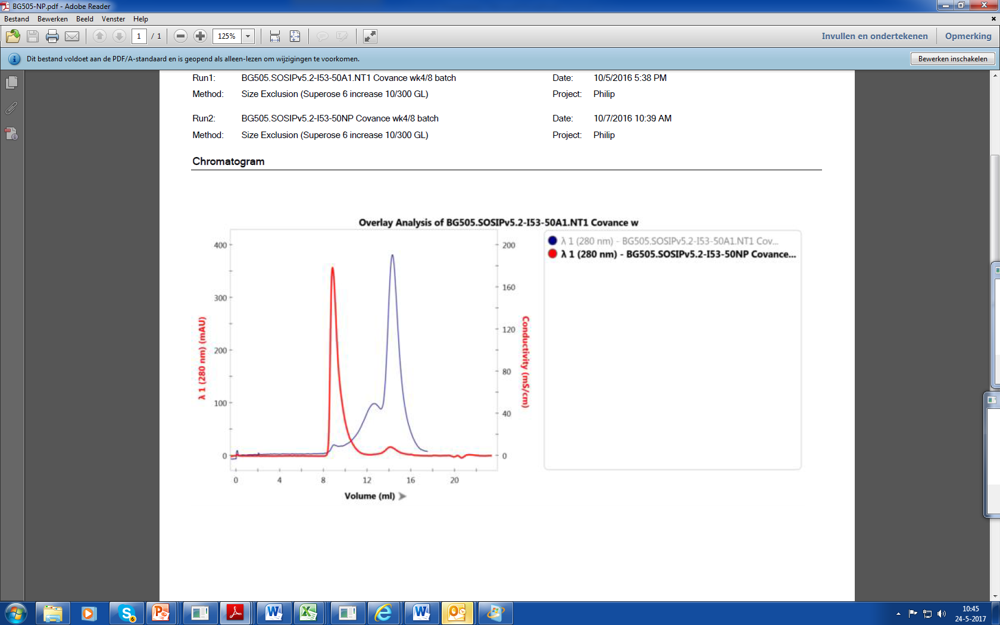 BG505-NP.pdf - Adobe Reader
Bestand Bewerken Beeld Venster Help
1 / 1 125% Invullen en ondertekenen Opmerking
Dit bestand voldoet aan de PDF/A-standaard en is geopend als alleen-lezen om wijzigingen te voorkomen. Bewerken inschakelen
Run1: BG505.SOSIPv5.2-I53-50A1.NT1 Covance wk4/8 batch Date: 10/5/2016 5:38 PM
Method: Size Exclusion (Superose 6 increase 10/300 GL) Project: Philip
Run2: BG505.SOSIPv5.2-I53-50NP Covance wk4/8 batch Date: 10/7/2016 10:39 AM
Method: Size Exclusion (Superose 6 increase 10/300 GL) Project: Philip
Chromatogram
Overlay Analysis of BG505.SOSIPv5.2-I53-50A1.NT1 Covance w
λ 1 (280 nm) - BG505.SOSIPv5.2-I53-50A1.NT1 Cov...
λ 1 (280 nm) - BG505.SOSIPv5.2-I53-50NP Covance...
λ 1 (280 nm) (mAU)
400
300
200
100
0
200
160
120
80
40
0
Conductivity (mS/cm)
0 4 8 12 16 20
Volume (ml)
6
10:45
24-5-2017